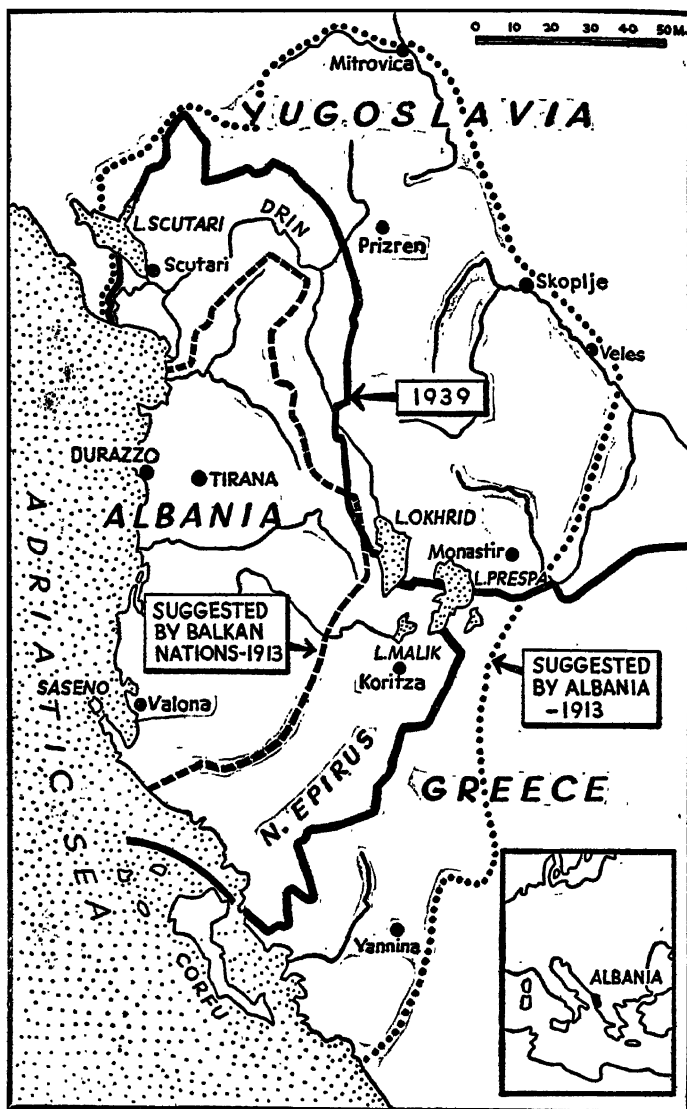 0 10 20 30 40 50 M.
Mitrovica
YUGOSLAVIA
L. SCUTARI
DRIN
Prizren
Scutari
Skoplje
Veles
1939
DURAZZO
TIRANA
ALBANIA
L.OKHRID
Monastir
L.PRESPA
SUGGESTED
BY BALKAN
NATIONS-1913
L.MALIK
Koritza
SUGGESTED
BY ALBANIA
-1913
SASENO
Valona
ADRIATIC SEA
N. EPIRUS
GREECE
Yannina
CORFU
ALBANIA